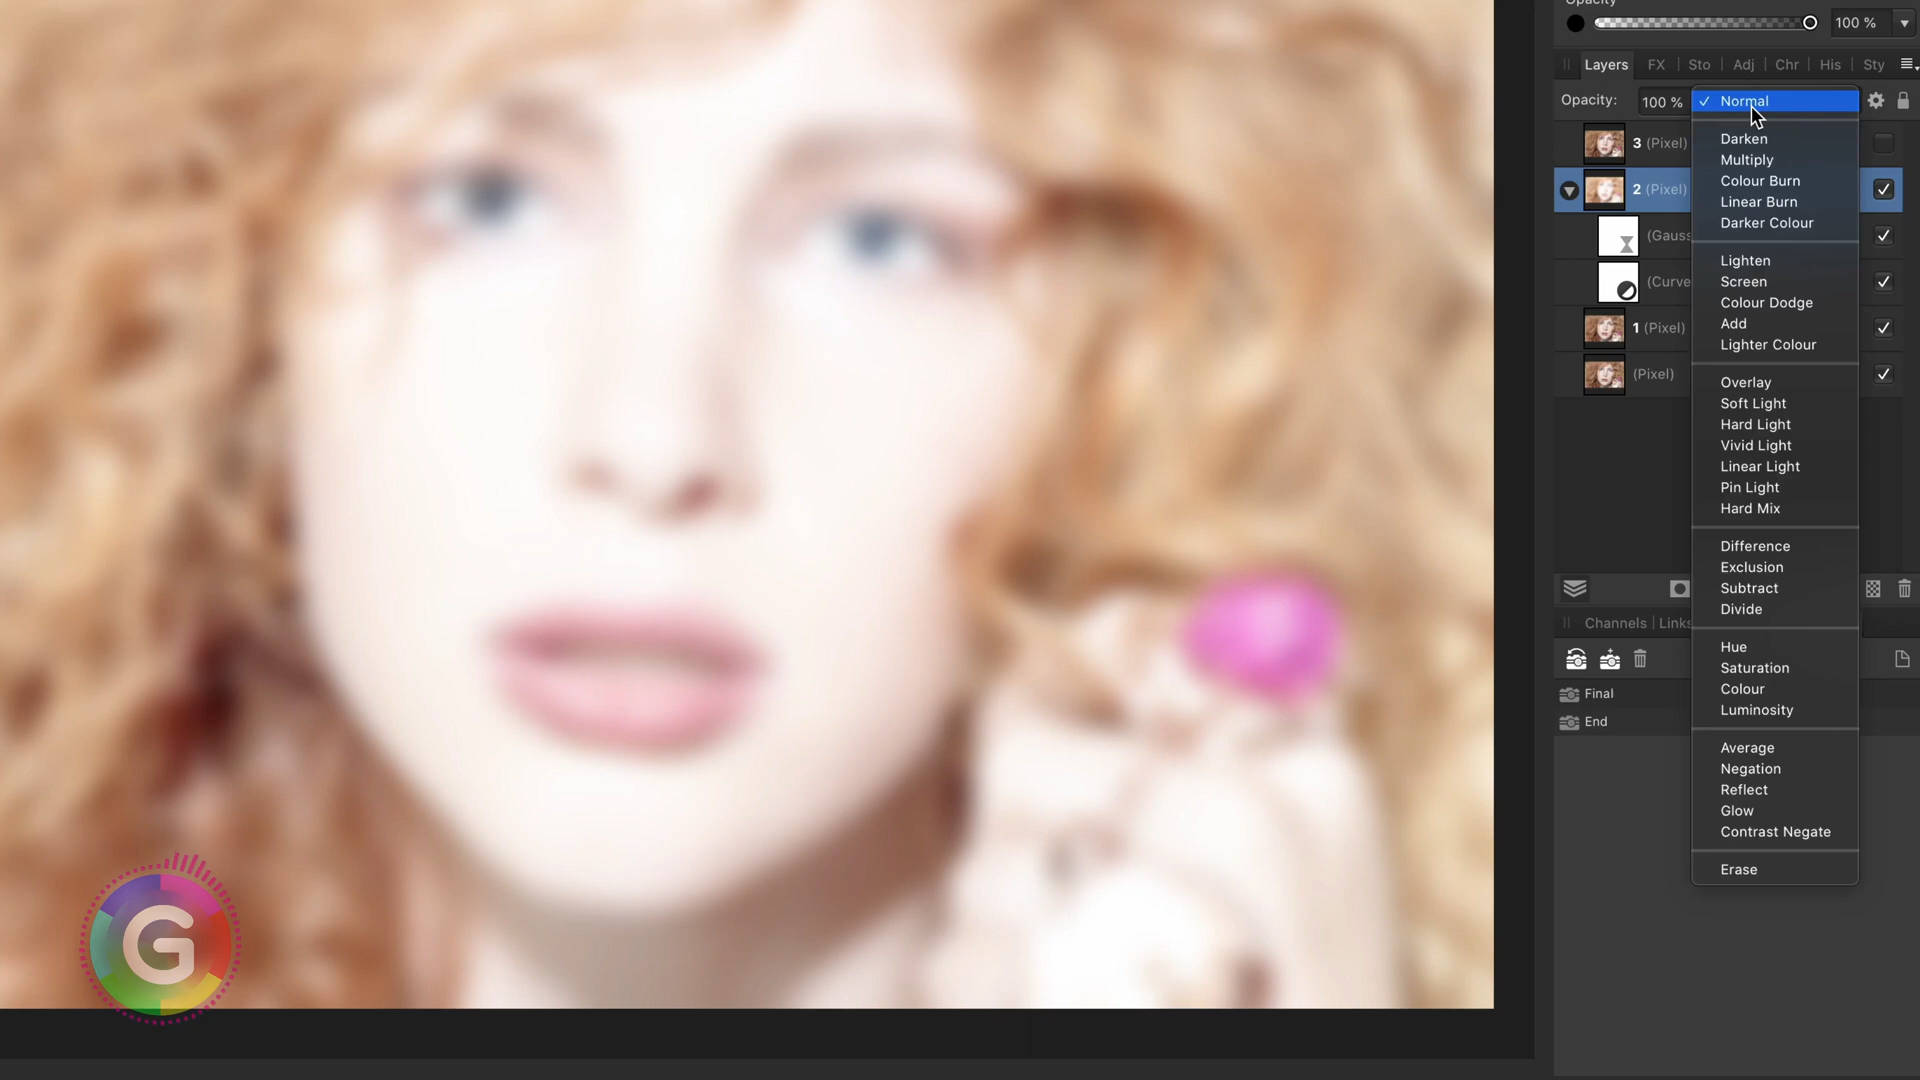 Opacity
100 %
Layers FX Sto Adj Chr His Sty
Opacity: 100 % ✓ Normal
3 (Pixel)
2 (Pixel)
(Gauss
(Curve
1 (Pixel)
(Pixel)
Darken
Multiply
Colour Burn
Linear Burn
Darker Colour
Lighten
Screen
Colour Dodge
Add
Lighter Colour
Overlay
Soft Light
Hard Light
Vivid Light
Linear Light
Pin Light
Hard Mix
Difference
Exclusion
Subtract
Divide
Hue
Saturation
Colour
Luminosity
Average
Negation
Reflect
Glow
Contrast Negate
Erase
Channels Links
Final
End
G